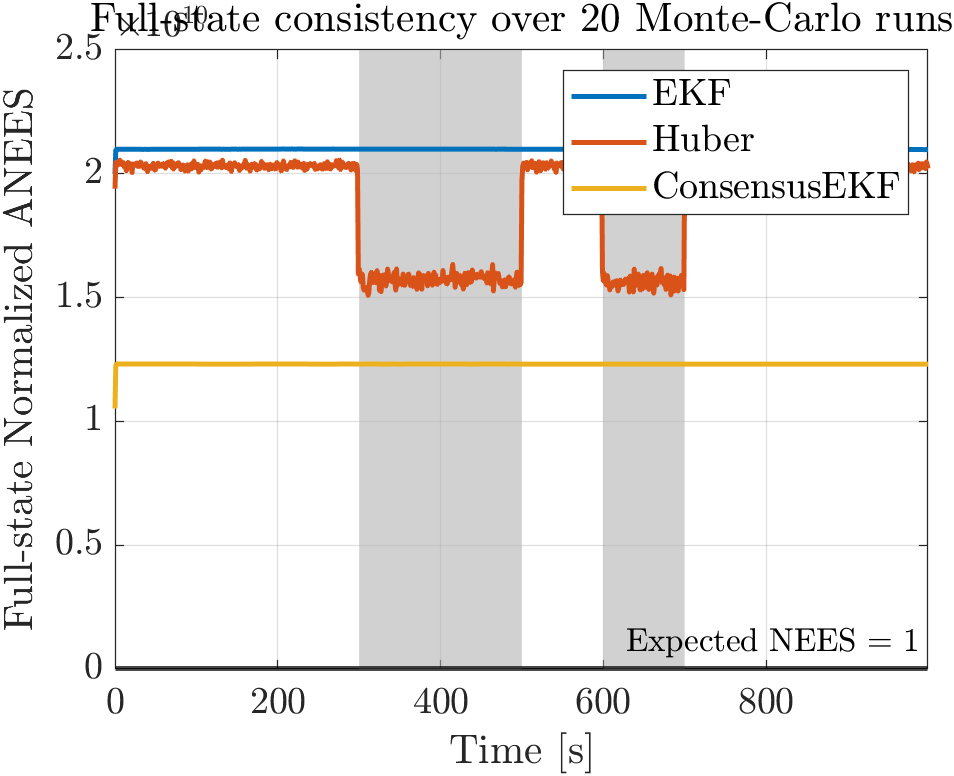 Full-state consistency over 20 Monte-Carlo runs
×10^10
Full-state Normalized ANEES
2.5
2
1.5
1
0.5
0
EKF
Huber
ConsensusEKF
Expected NEES = 1
0 200 400 600 800
Time [s]